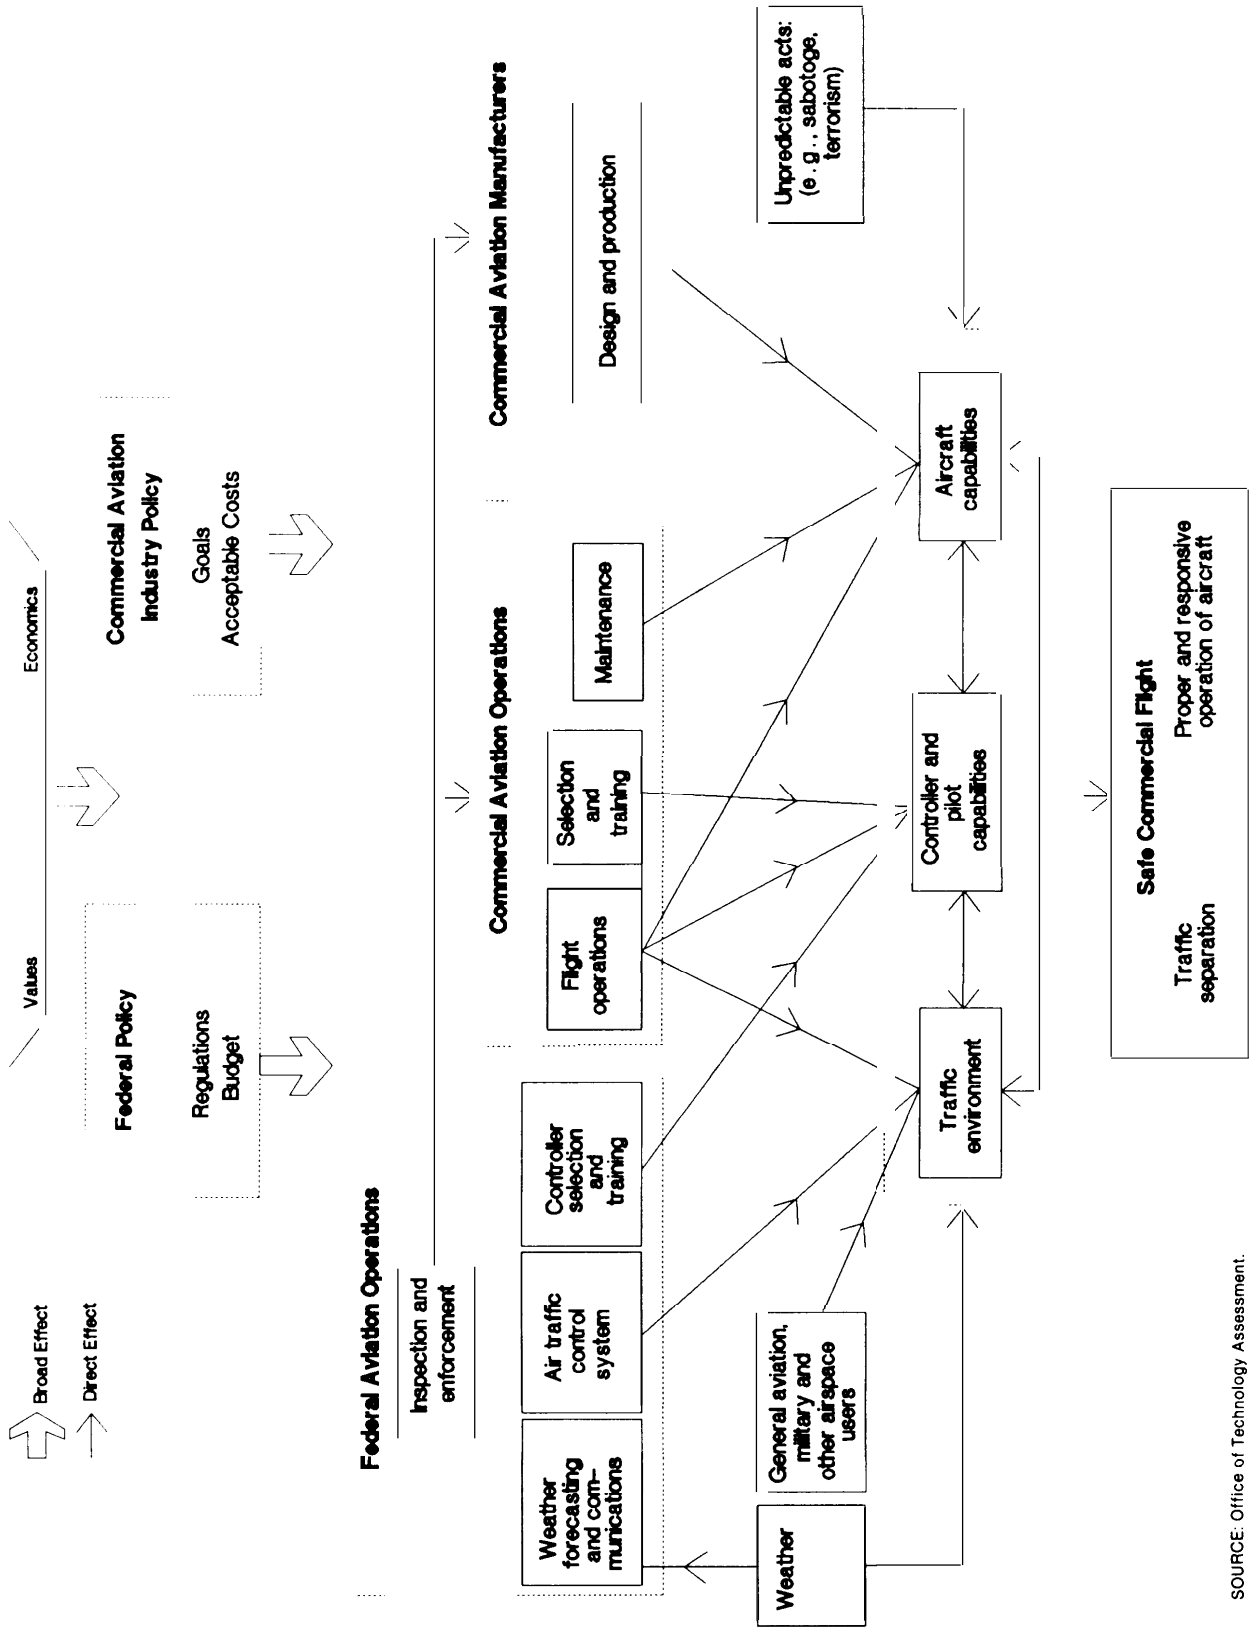 Values
Economics
Broad Effect
Direct Effect
Federal Policy
Regulations
Budget
Commercial Aviation
Industry Policy
Goals
Acceptable Costs
Federal Aviation Operations
Inspection and
enforcement
Weather
forecasting
and com-
munications
Air traffic
control
system
Controller
selection
and
training
Commercial Aviation Operations
Flight
operations
Selection
and
training
Maintenance
Commercial Aviation Manufacturers
Design and production
Weather
General aviation,
military and
other airspace
users
Unpredictable acts:
(e.g., sabotoge,
terrorism)
Traffic
environment
Controller and
pilot
capabilities
Aircraft
capabilities
Safe Commercial Flight
Traffic
separation
Proper and responsive
operation of aircraft
SOURCE: Office of Technology Assessment.